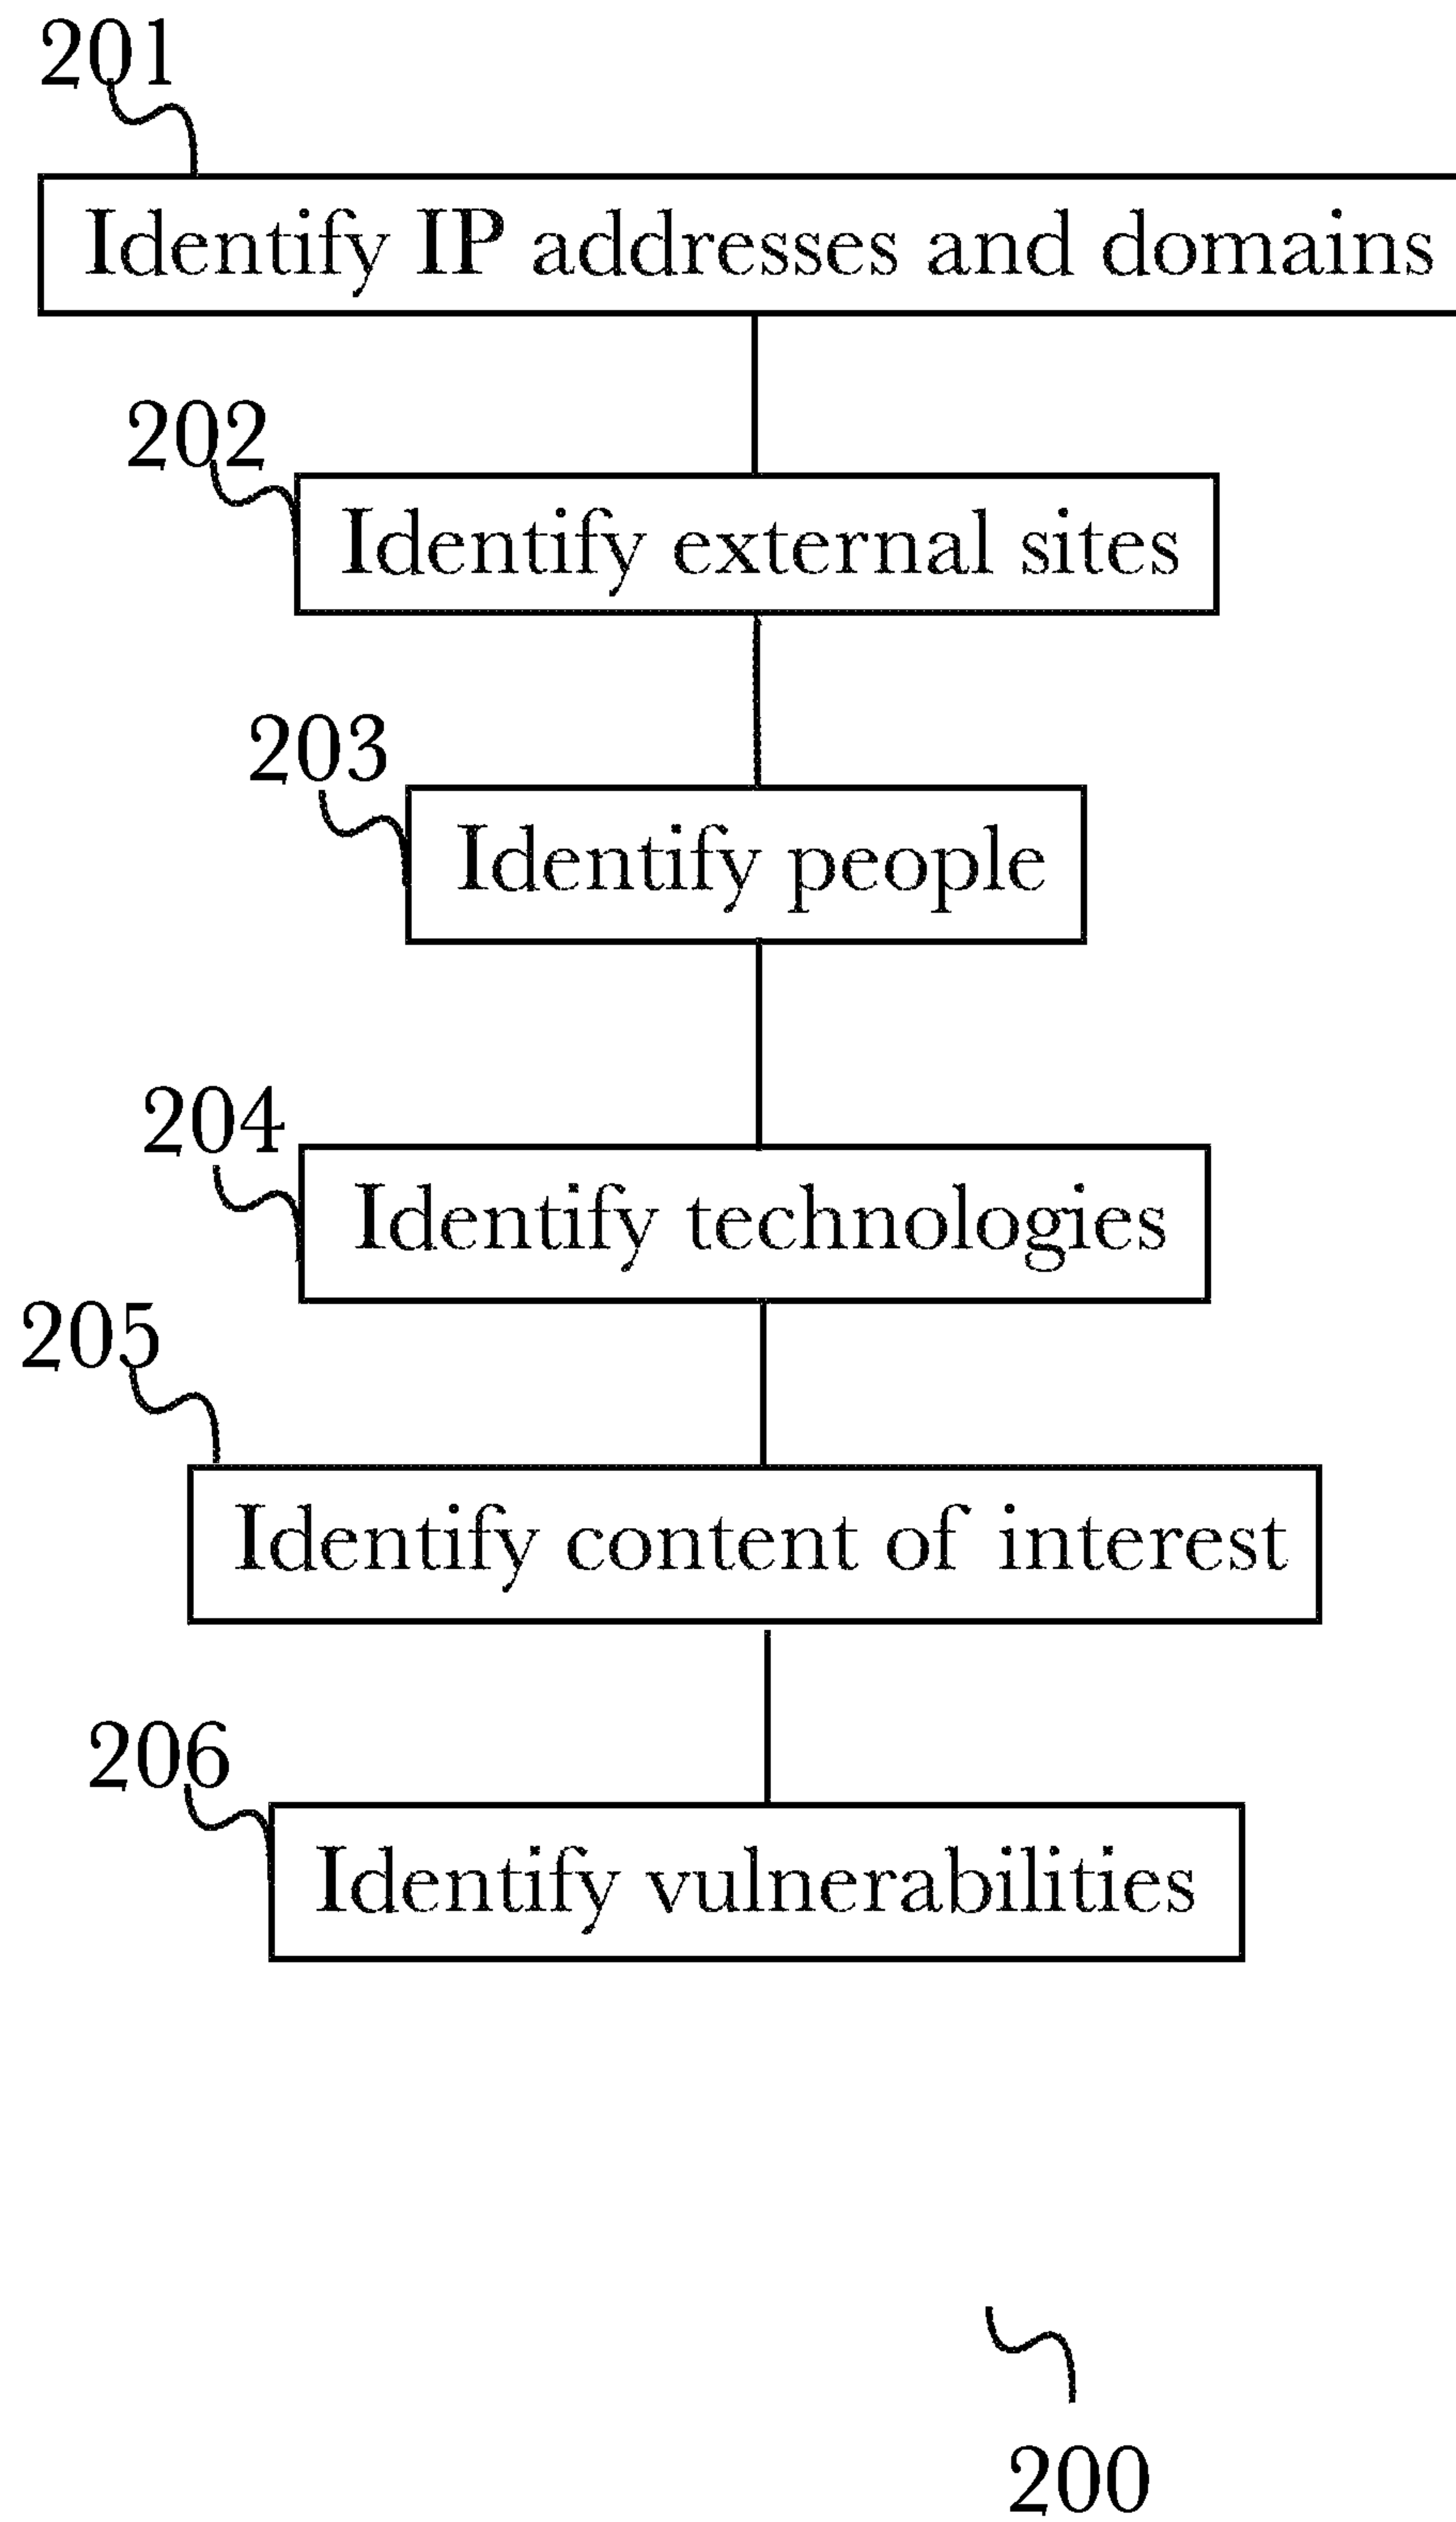 201
Identify IP addresses and domains
202
Identify external sites
203
Identify people
204
Identify technologies
205
Identify content of interest
206
Identify vulnerabilities
200